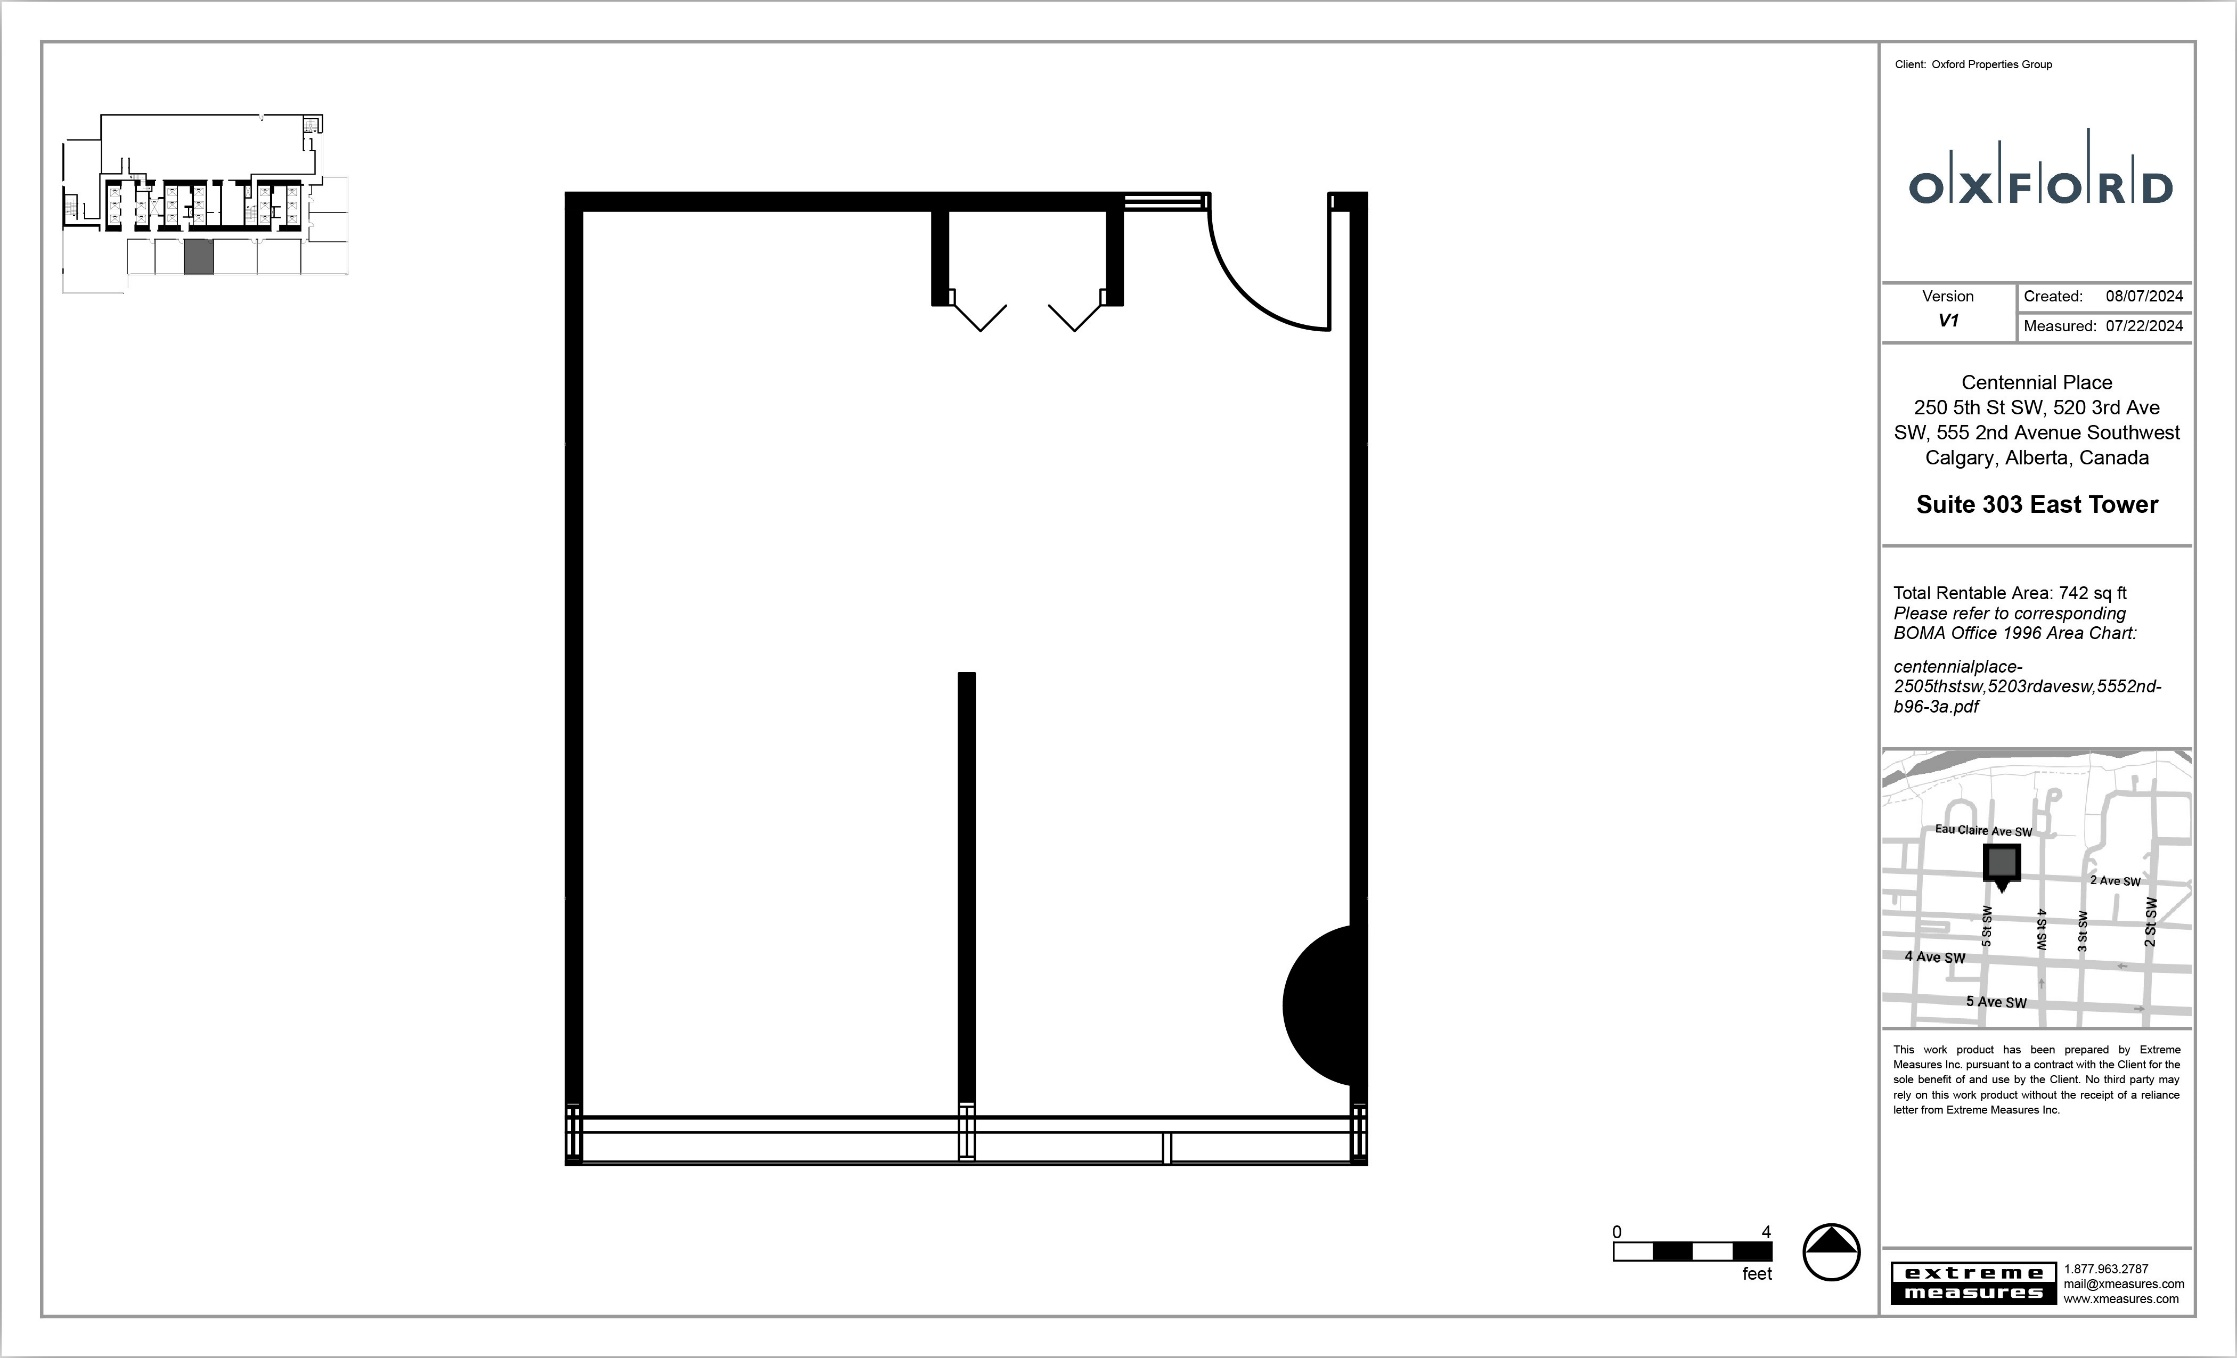 Client: Oxford Properties Group
OXFORD
Version
V1
Created: 08/07/2024
Measured: 07/22/2024
Centennial Place
250 5th St SW, 520 3rd Ave
SW, 555 2nd Avenue Southwest
Calgary, Alberta, Canada
Suite 303 East Tower
Total Rentable Area: 742 sq ft
Please refer to corresponding
BOMA Office 1996 Area Chart:
centennialplace-
2505thstsw,5203rdavesw,5552nd-
b96-3a.pdf
Eau Claire Ave SW
2 Ave SW
5 St SW
4 St SW
3 St SW
2 St SW
4 Ave SW
5 Ave SW
This work product has been prepared by Extreme
Measures Inc. pursuant to a contract with the Client for the
sole benefit of and use by the Client. No third party may
rely on this work product without the receipt of a reliance
letter from Extreme Measures Inc.
0 4
feet
extreme
measures
1.877.963.2787
mail@xmeasures.com
www.xmeasures.com